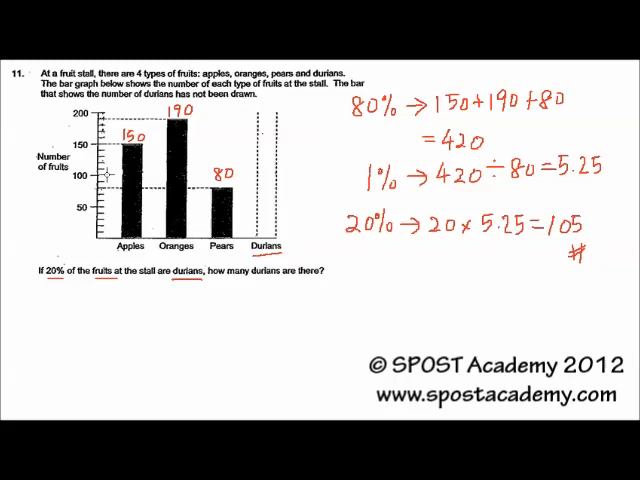 11. At a fruit stall, there are 4 types of fruits: apples, oranges, pears and durians.
The bar graph below shows the number of each type of fruits at the stall. The bar
that shows the number of durians has not been drawn.
200
190
150
150
Number
of fruits
100
80
50
Apples Oranges Pears Durians
If 20% of the fruits at the stall are durians, how many durians are there?
80% → 150+190+80
= 420
1% → 420 ÷ 80 = 5.25
20% → 20 × 5.25 = 105
#
© SPOST Academy 2012
www.spostacademy.com